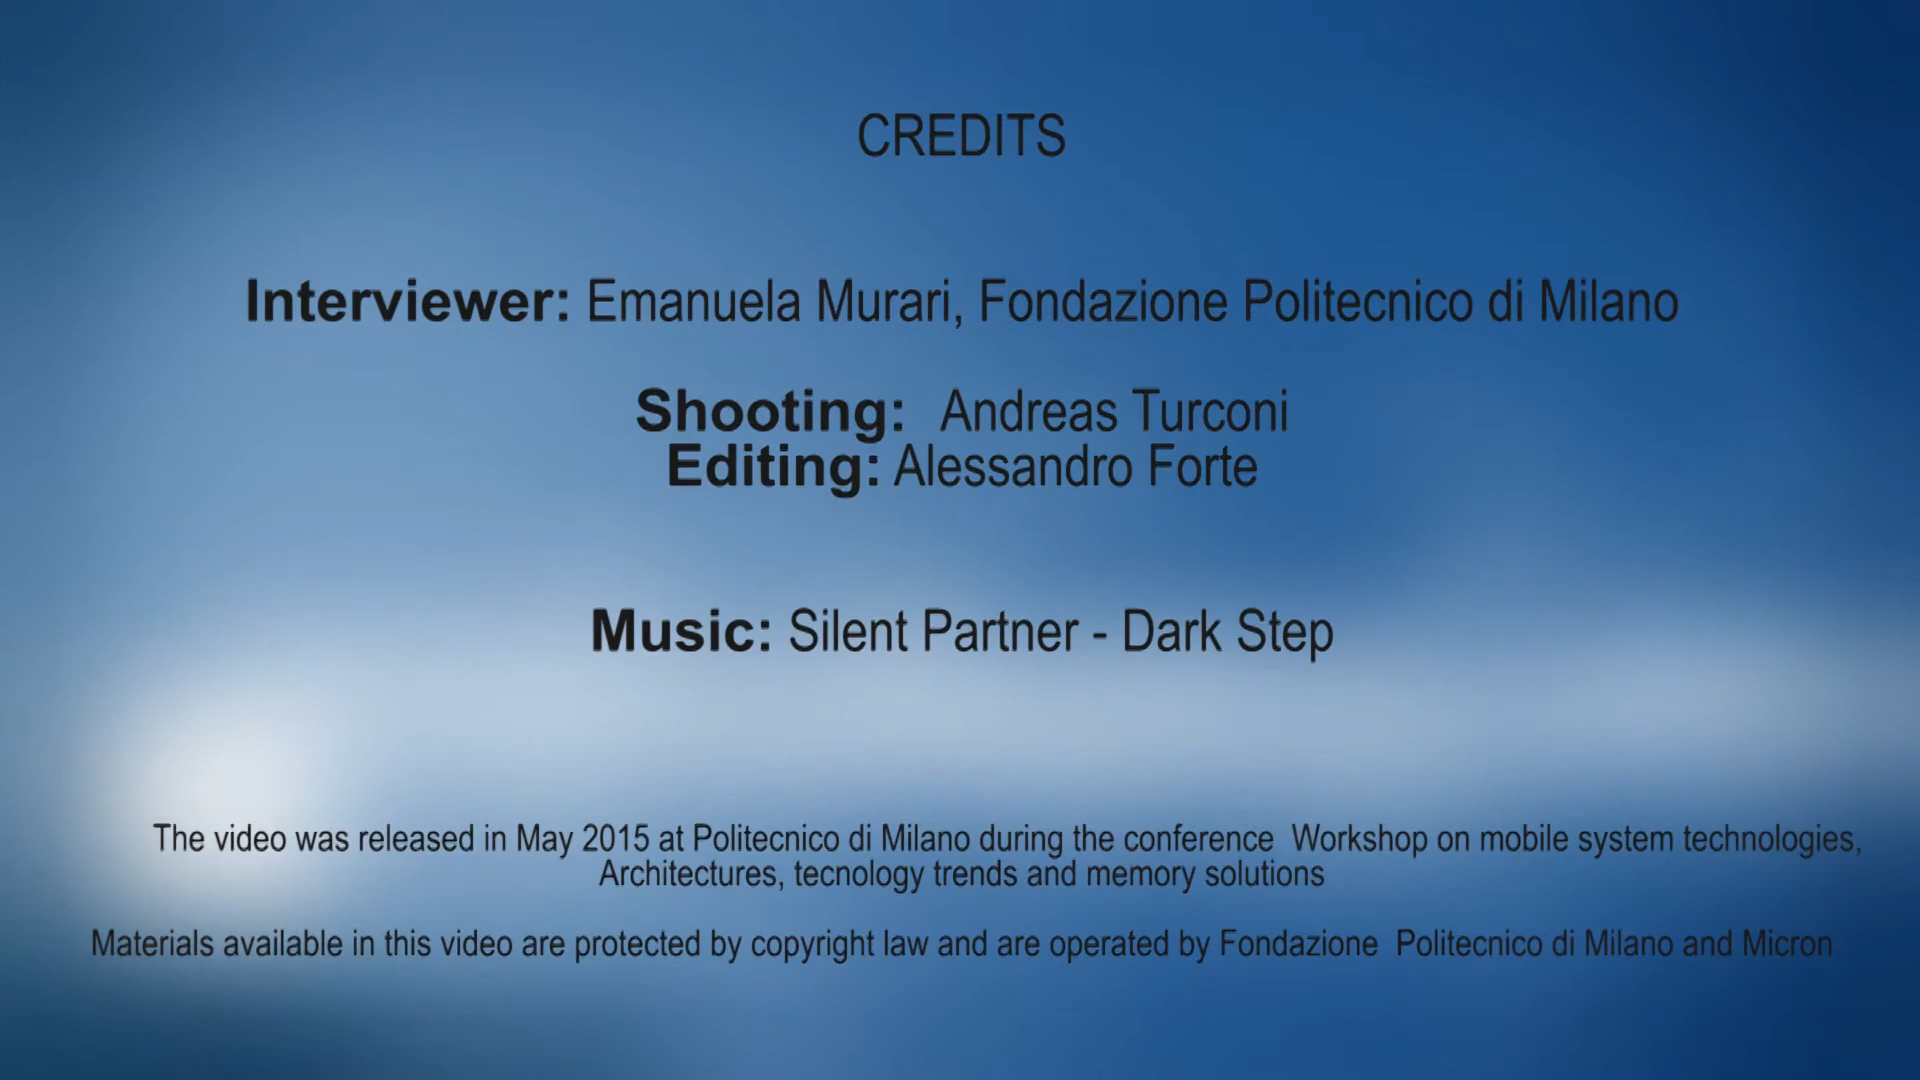 CREDITS
Interviewer: Emanuela Murari, Fondazione Politecnico di Milano
Shooting: Andreas Turconi
Editing: Alessandro Forte
Music: Silent Partner - Dark Step
The video was released in May 2015 at Politecnico di Milano during the conference Workshop on mobile system technologies,
Architectures, tecnology trends and memory solutions
Materials available in this video are protected by copyright law and are operated by Fondazione Politecnico di Milano and Micron